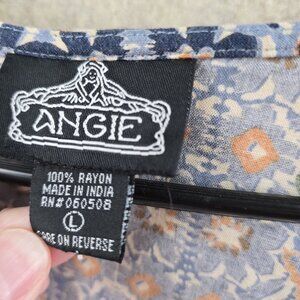 ANGIE
100% RAYON
MADE IN INDIA
RN#060508
L
CARE ON REVERSE